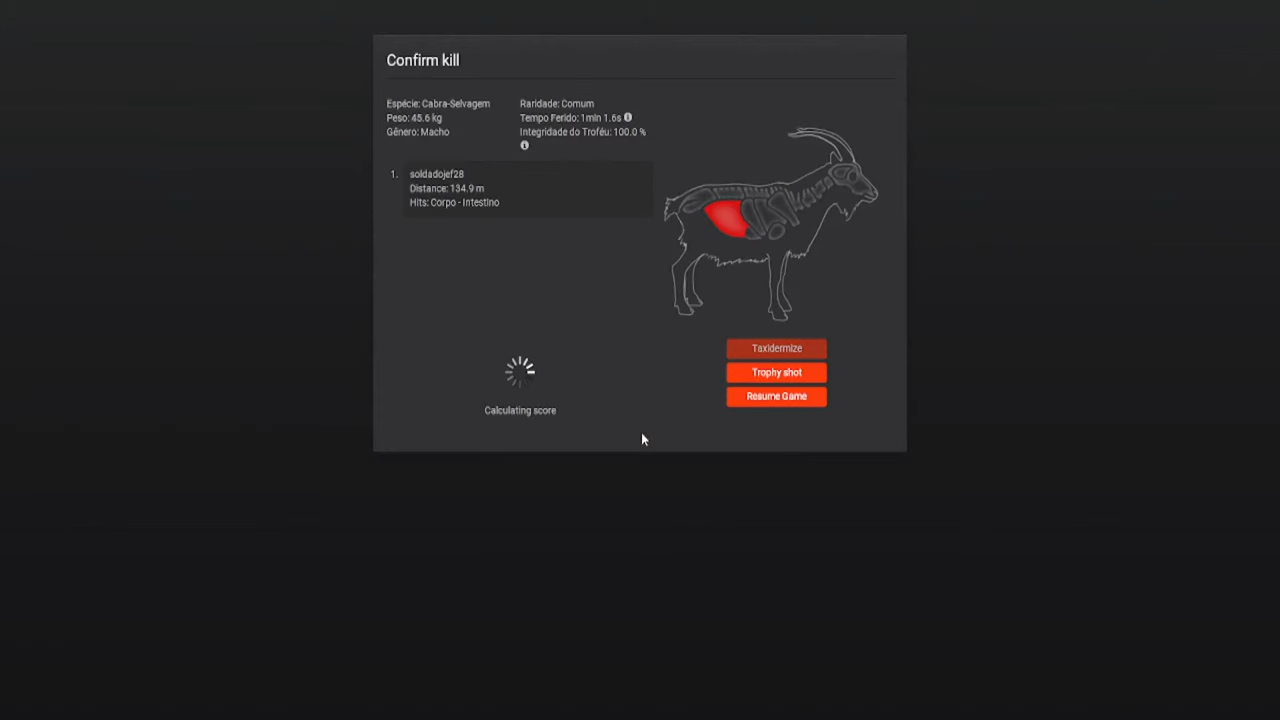 Confirm kill
Espécie: Cabra-Selvagem
Peso: 45.6 kg
Gênero: Macho
Raridade: Comum
Tempo Ferido: 1min 1.6s
Integridade do Troféu: 100.0 %
1. soldadojef28
Distance: 134.9 m
Hits: Corpo - Intestino
Taxidermize
Trophy shot
Resume Game
Calculating score